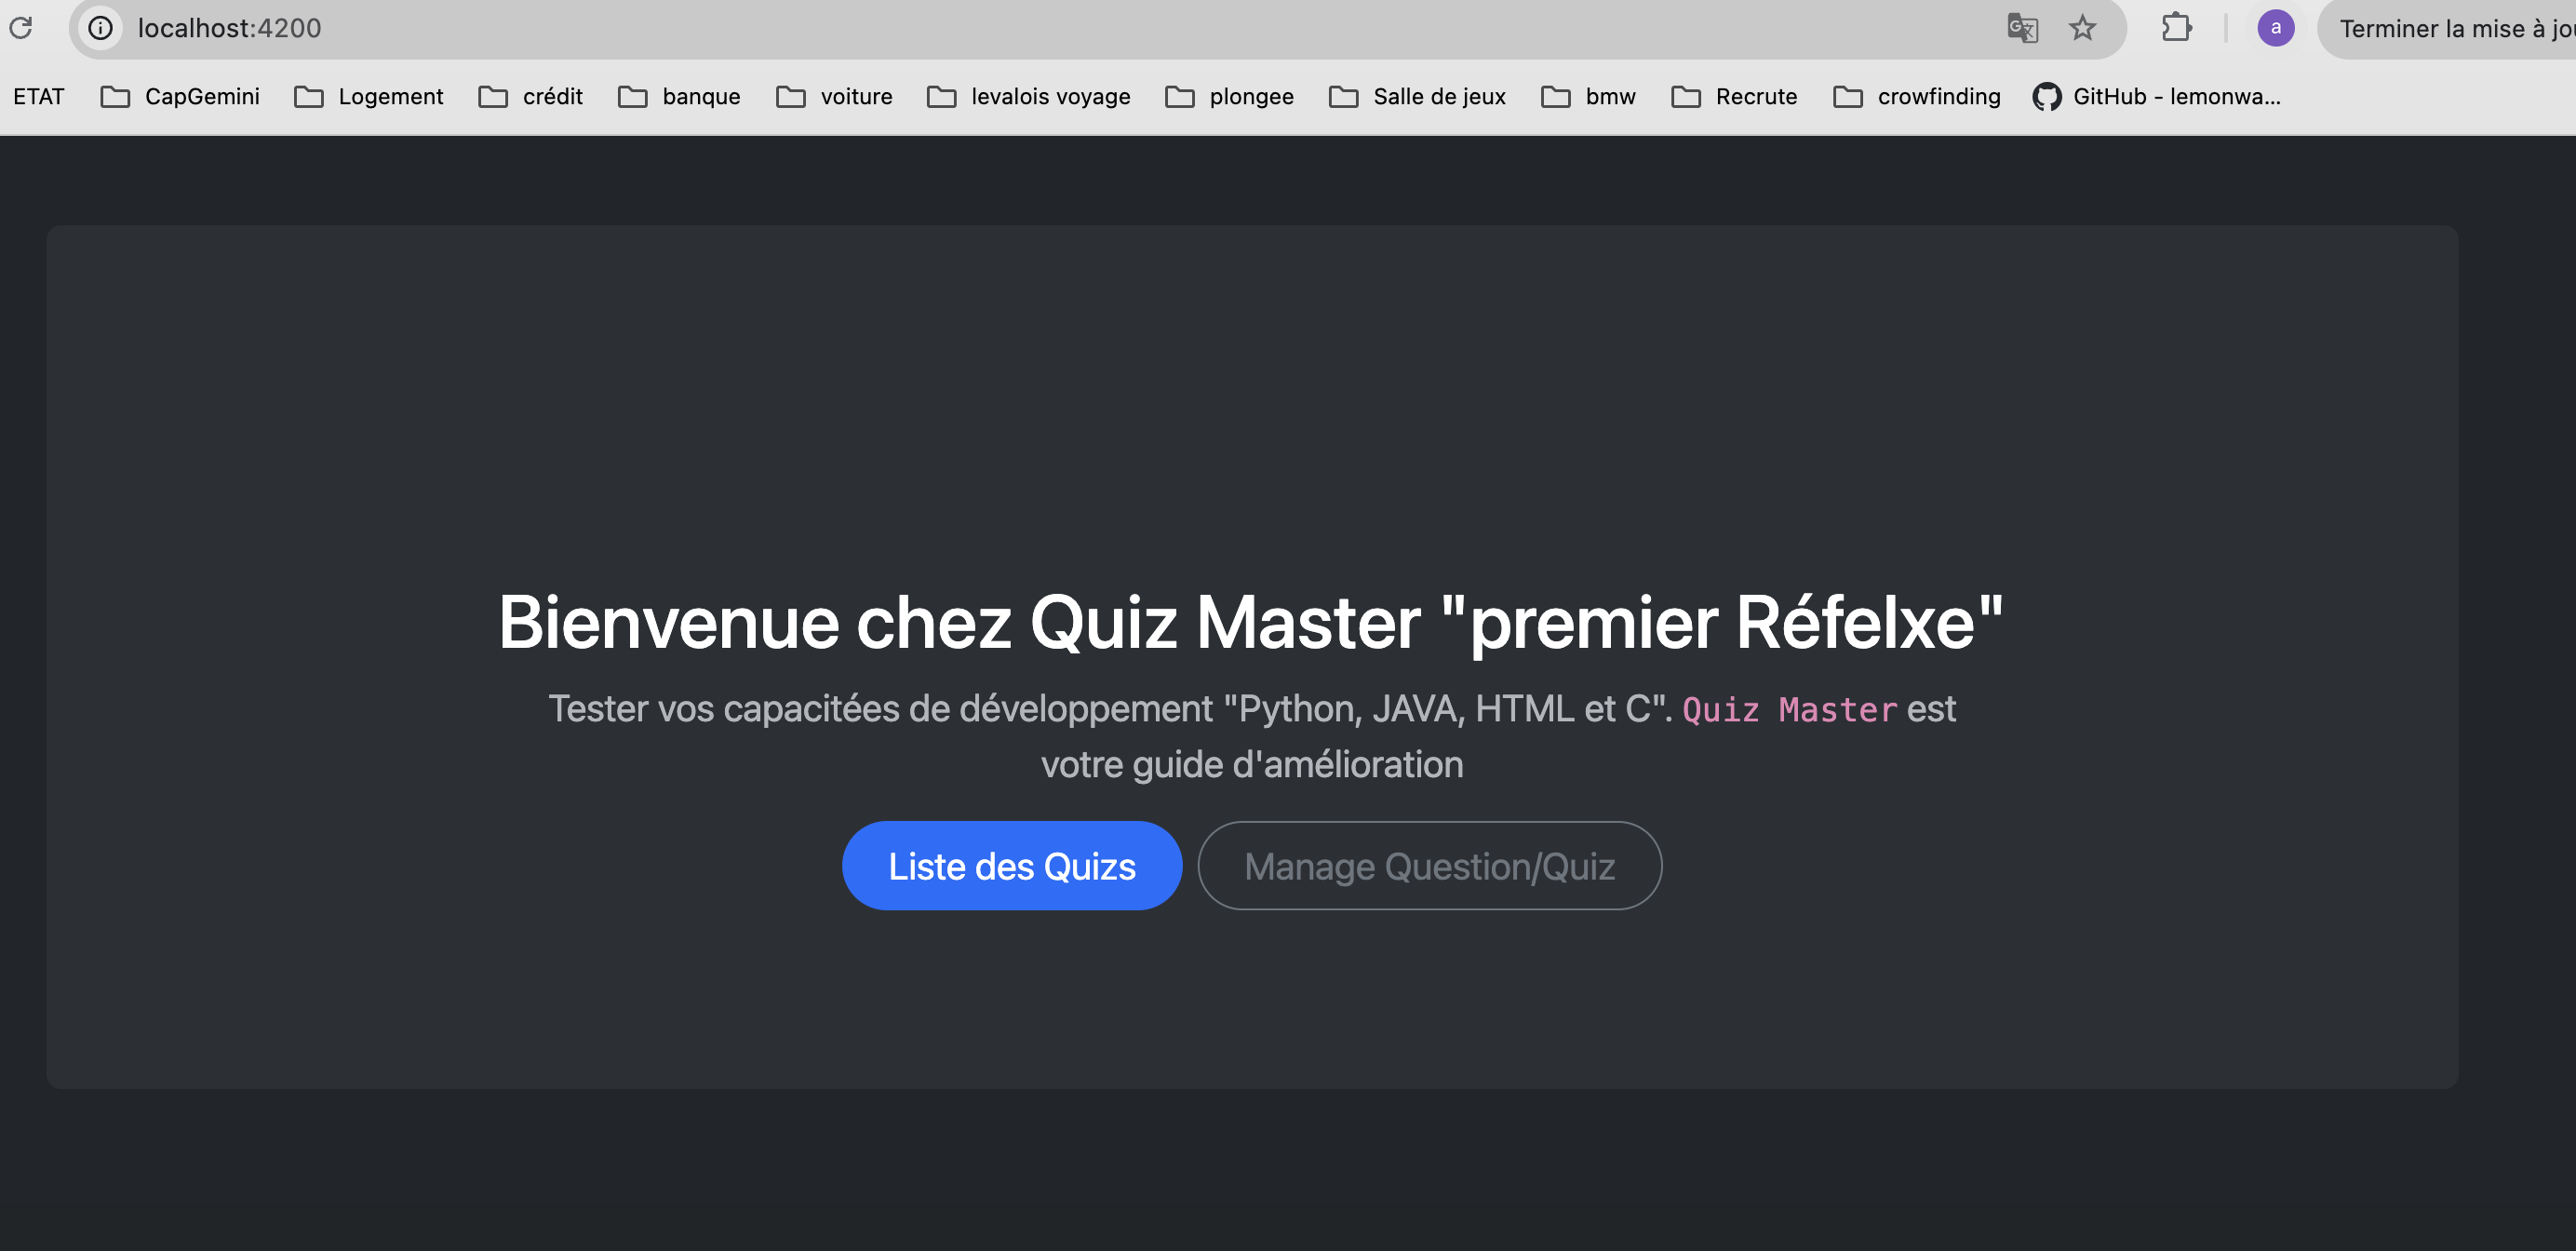 localhost:4200
a
Terminer la mise à jou
ETAT
CapGemini
Logement
crédit
banque
voiture
levalois voyage
plongee
Salle de jeux
bmw
Recrute
crowfinding
GitHub - lemonwa...
Bienvenue chez Quiz Master "premier Réfelxe"
Tester vos capacitées de développement "Python, JAVA, HTML et C". Quiz Master est
votre guide d'amélioration
Liste des Quizs
Manage Question/Quiz